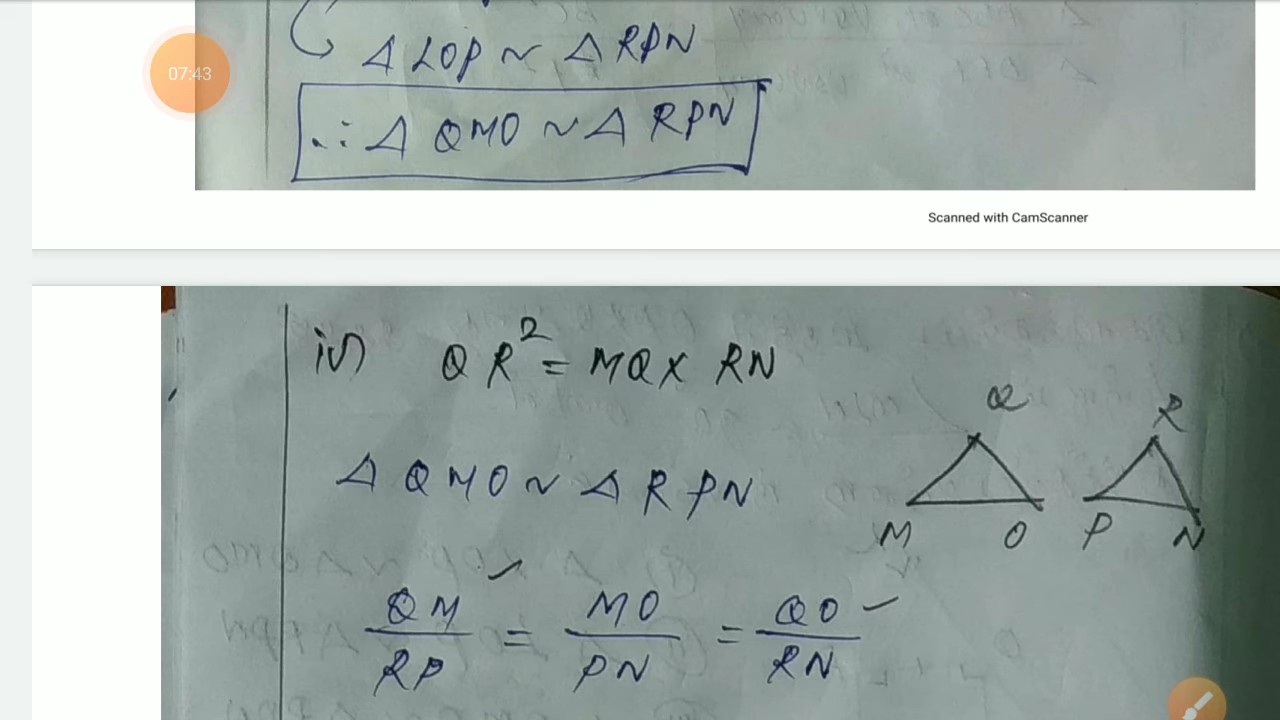 Δ LOP ~ Δ RPN
07:43
∴ Δ QMO ~ Δ RPN
Scanned with CamScanner
iv) QR² = MQ × RN
Q R
Δ QMO ~ Δ RPN
M O P N
QM/RP = MO/PN = QO/RN